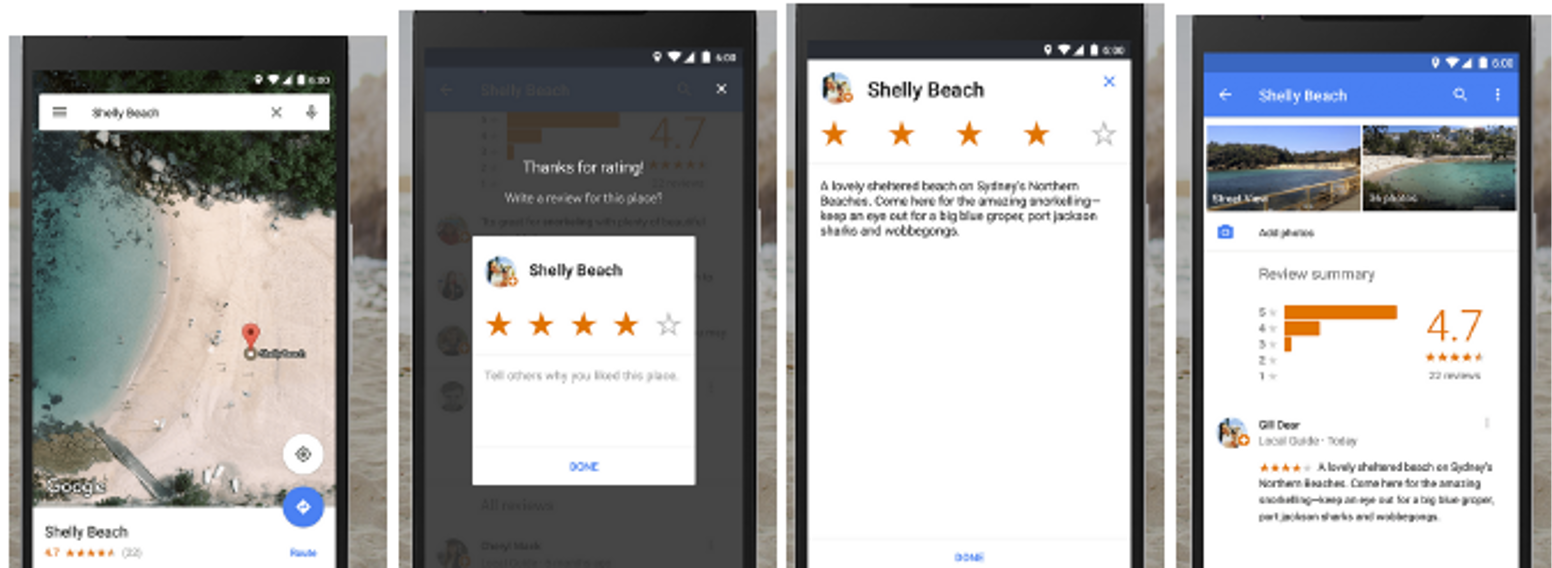 6:00
Shelly Beach
Shelly Beach
Google
Shelly Beach
4.7 (22)
Route
6:00
Shelly Beach
4.7
Thanks for rating!
22 reviews
Write a review for this place?
Shelly Beach
Tell others why you liked this place.
DONE
All reviews
6:00
Shelly Beach
A lovely sheltered beach on Sydney's Northern
Beaches. Come here for the amazing snorkelling—
keep an eye out for a big blue groper, port jackson
sharks and wobbegongs.
DONE
6:00
Shelly Beach
Street View
36 photos
Add photos
Review summary
5
4
3
2
1
4.7
22 reviews
Gill Dear
Local Guide · Today
A lovely sheltered beach on Sydney's
Northern Beaches. Come here for the amazing
snorkelling—keep an eye out for a big blue groper,
port jackson sharks and wobbegongs.